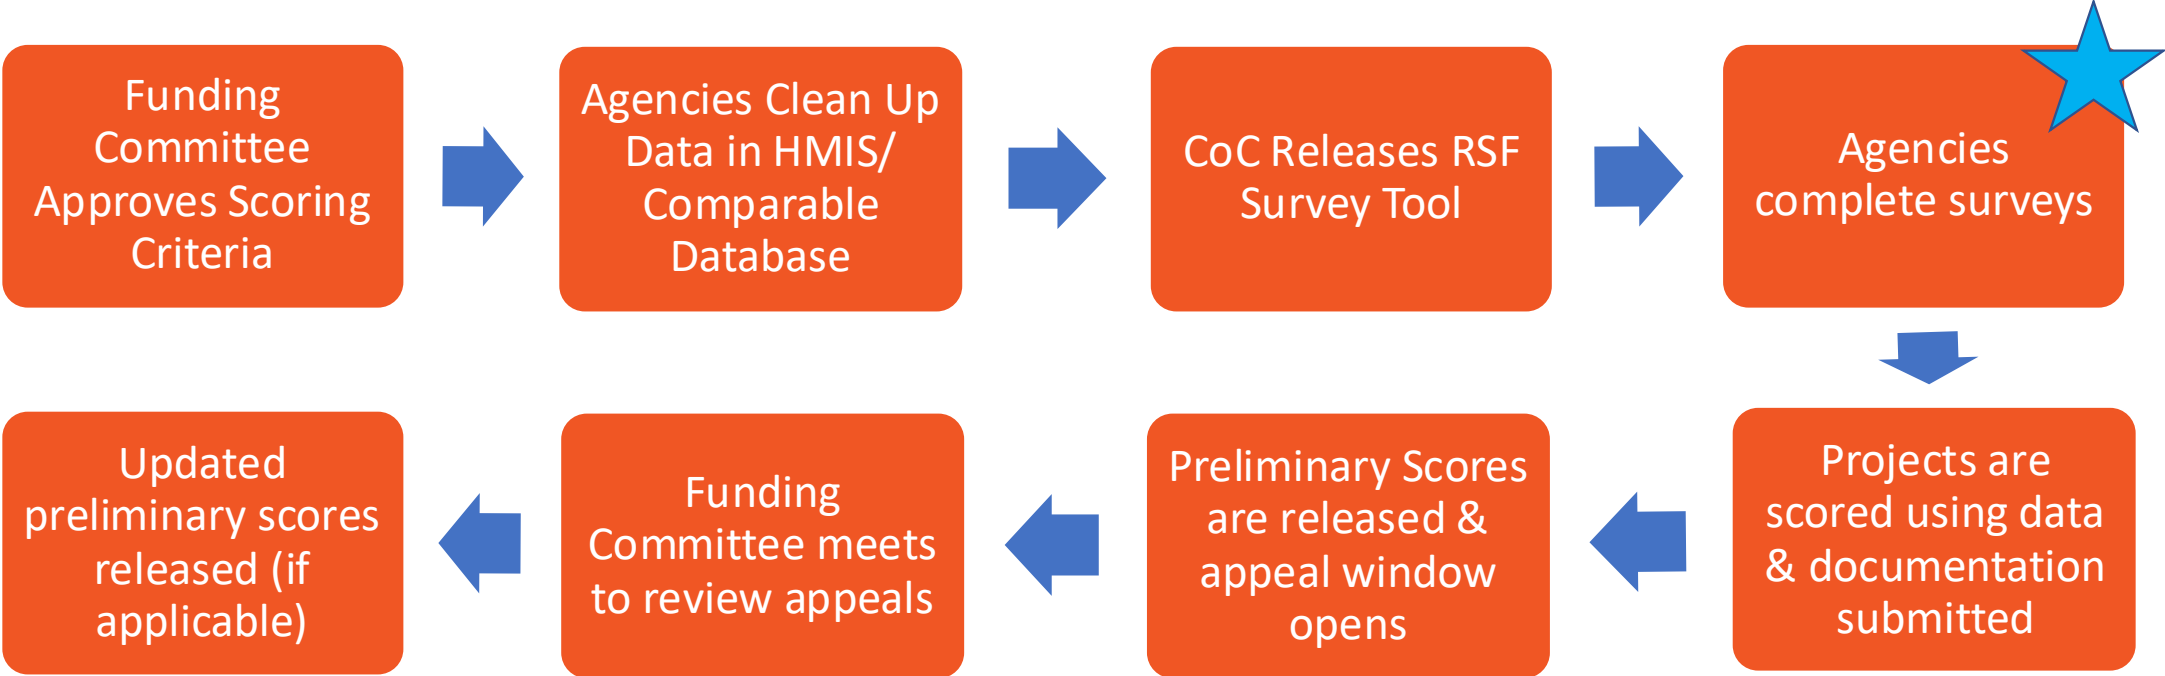 Funding
Committee
Approves Scoring
Criteria
Agencies Clean Up
Data in HMIS/
Comparable
Database
CoC Releases RSF
Survey Tool
Agencies
complete surveys
Projects are
scored using data
& documentation
submitted
Preliminary Scores
are released &
appeal window
opens
Funding
Committee meets
to review appeals
Updated
preliminary scores
released (if
applicable)